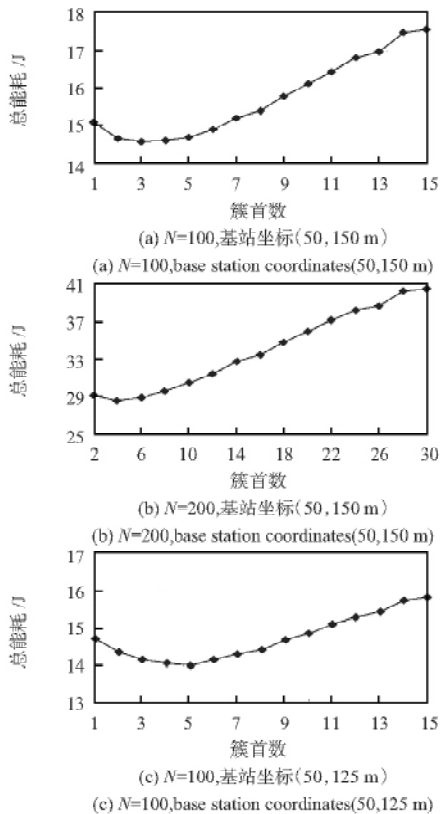 18
17
16
15
14
总能耗/J
1 3 5 7 9 11 13 15
簇首数
(a) N=100,基站坐标(50,150 m)
(a) N=100,base station coordinates(50,150 m)
41
37
33
29
25
总能耗/J
2 6 10 14 18 22 26 30
簇首数
(b) N=200,基站坐标(50,150 m)
(b) N=200,base station coordinates(50,150 m)
17
16
15
14
13
总能耗/J
1 3 5 7 9 11 13 15
簇首数
(c) N=100,基站坐标(50,125 m)
(c) N=100,base station coordinates(50,125 m)